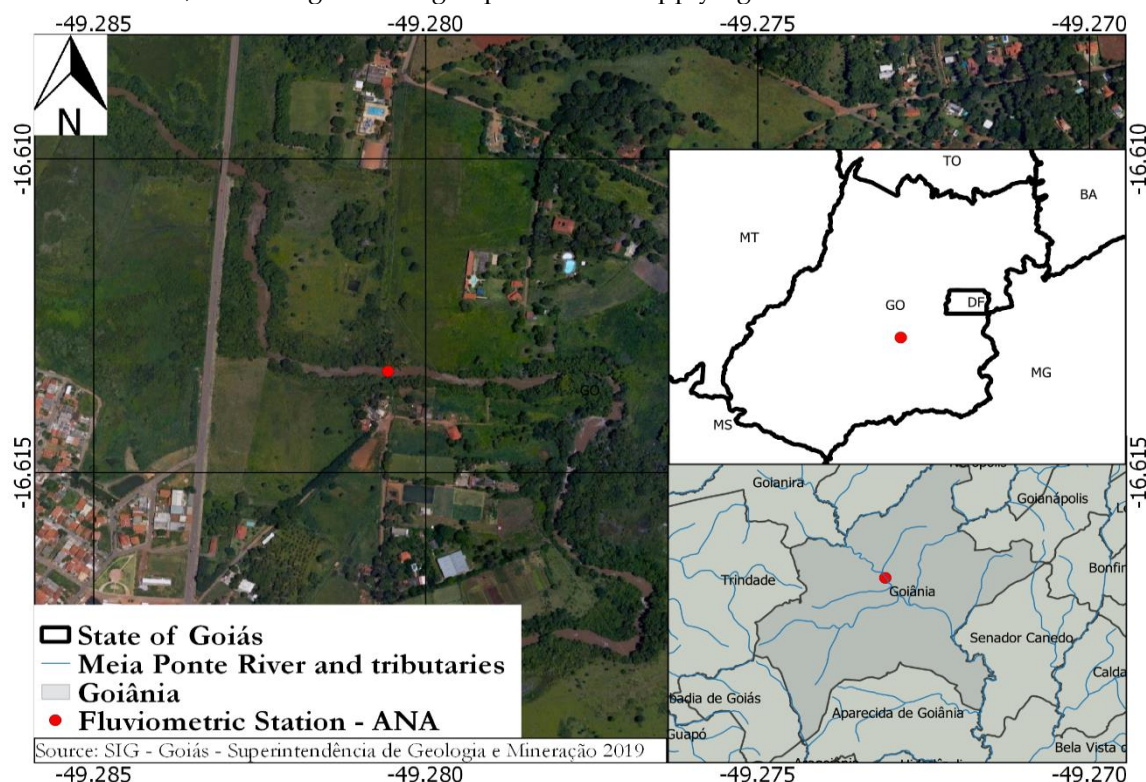 -49.285 -49.280 -49.275 -49.270
N
-16.610 -16.610
TO
BA
MT
GO
DF
MG
MS
GO
-16.615 -16.615
Goianira
Goianápolis
Trindade
Bonfin
Goiânia
Senador Canedo
Calda
badia de Goiás
Aparecida de Goiânia
Guapó
Bela Vista d
State of Goiás
Meia Ponte River and tributaries
Goiânia
Fluviometric Station - ANA
Source: SIG - Goiás - Superintendência de Geologia e Mineração 2019
-49.285 -49.280 -49.275 -49.270